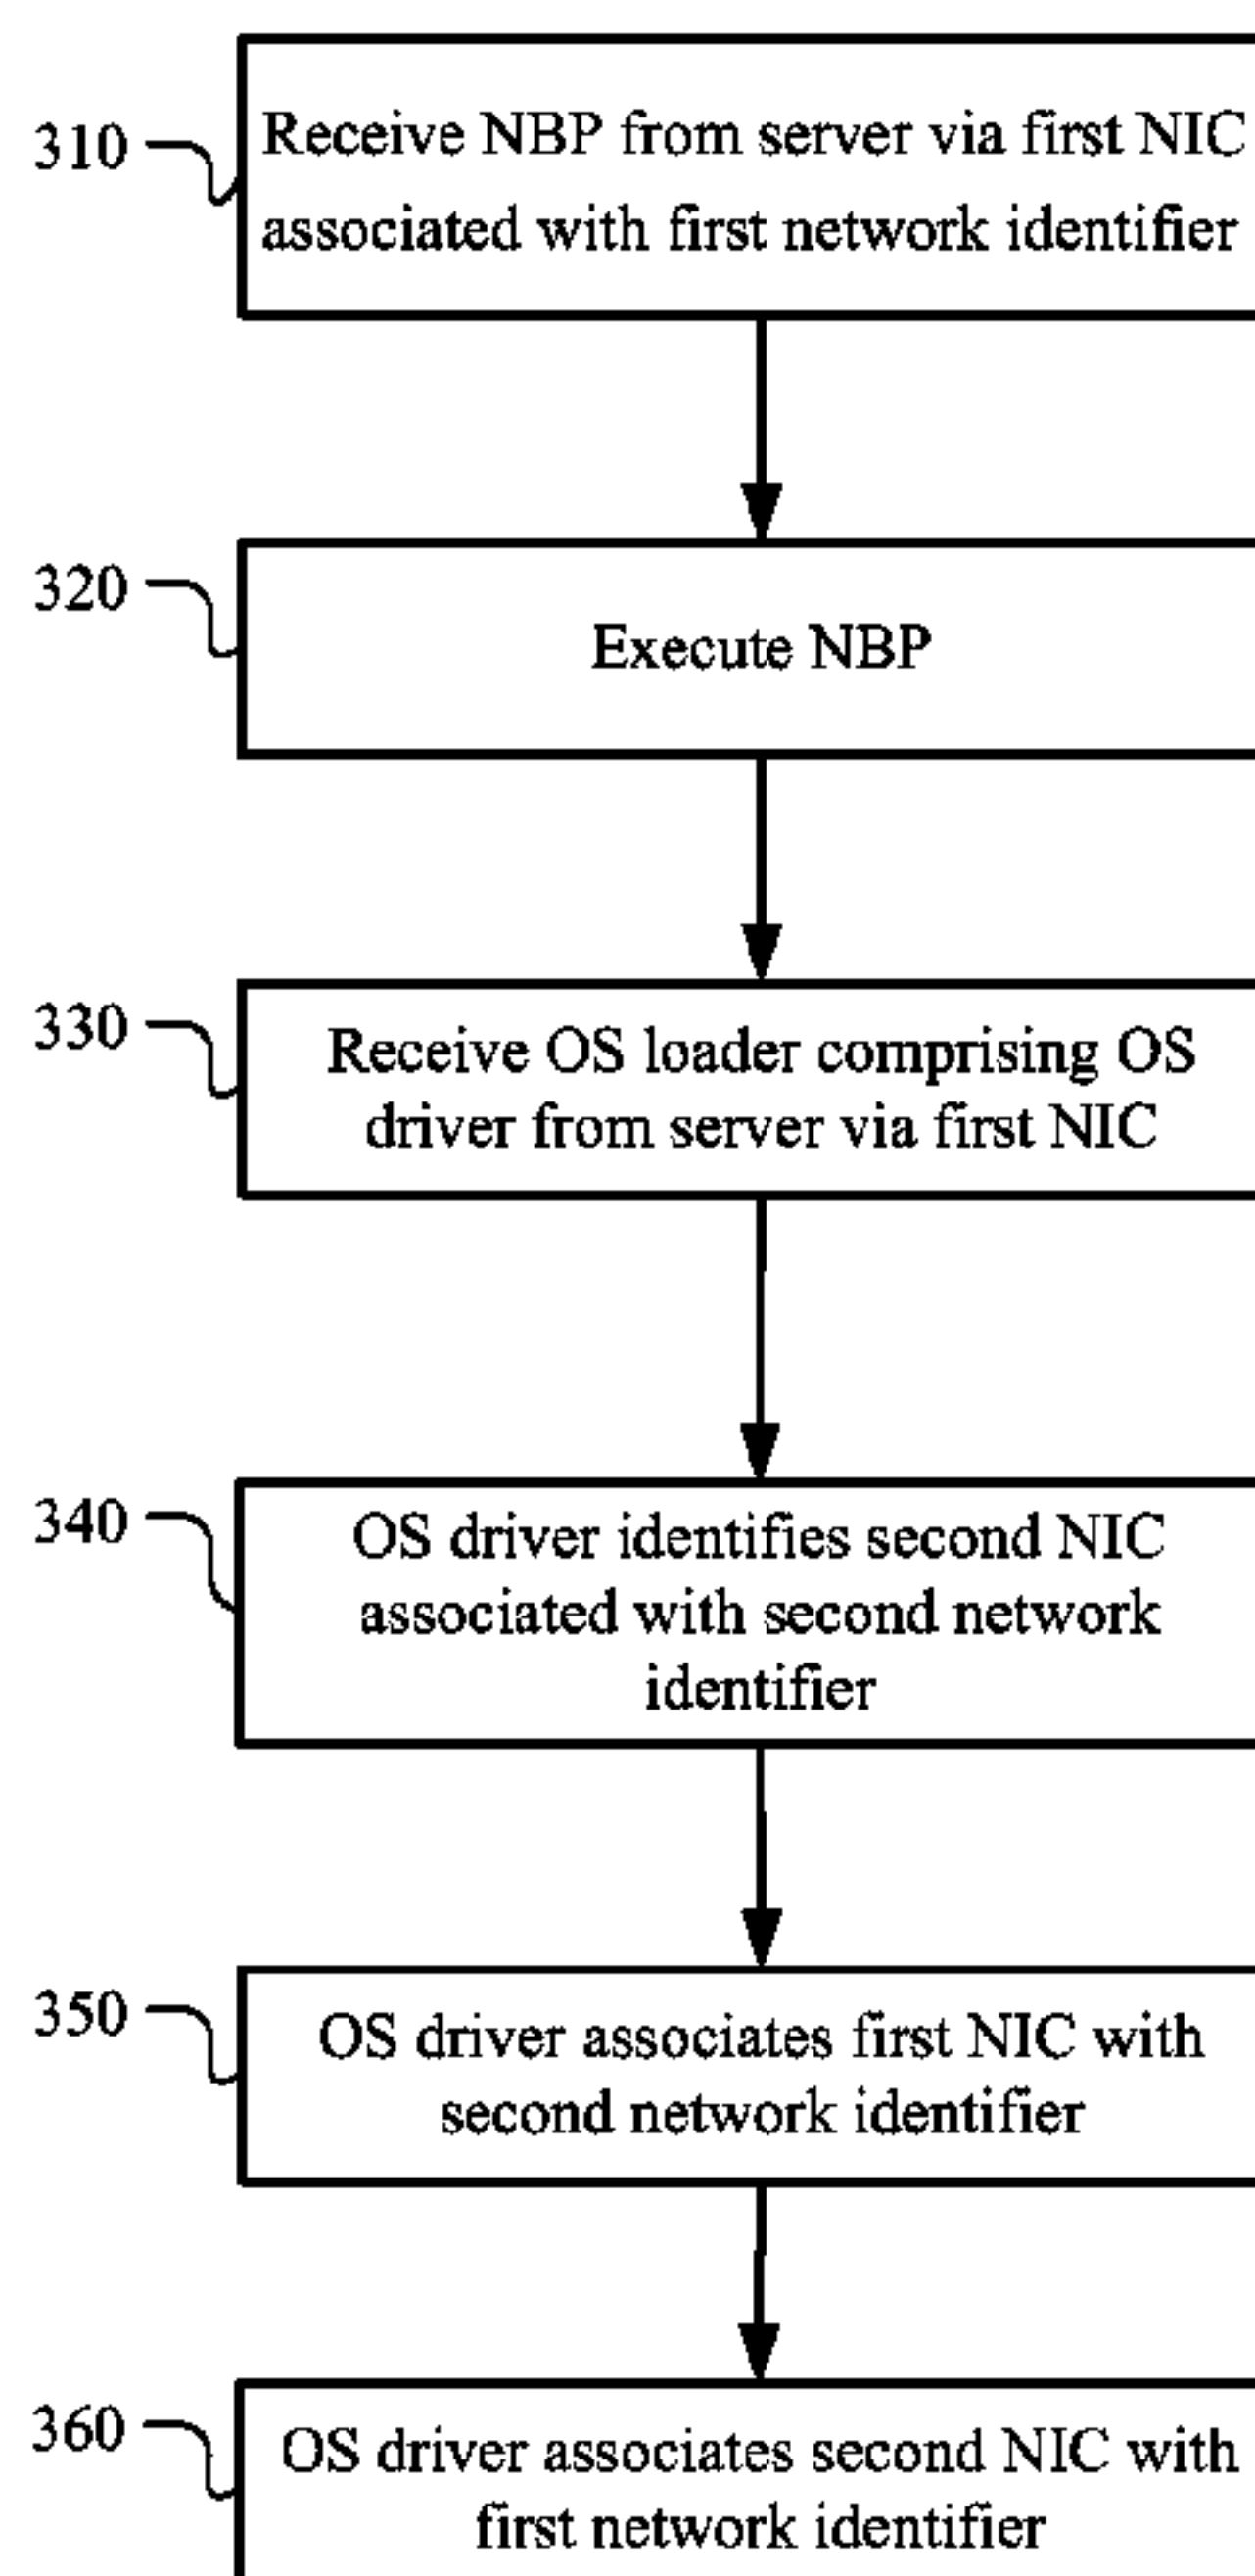 310
Receive NBP from server via first NIC
associated with first network identifier
320
Execute NBP
330
Receive OS loader comprising OS
driver from server via first NIC
340
OS driver identifies second NIC
associated with second network
identifier
350
OS driver associates first NIC with
second network identifier
360
OS driver associates second NIC with
first network identifier